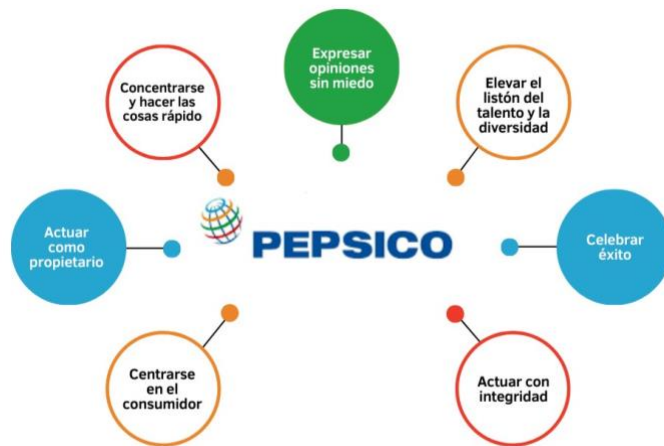 Expresar
opiniones
sin miedo
Concentrarse
y hacer las
cosas rápido
Elevar el
listón del
talento y la
diversidad
Actuar
como
propietario
PEPSICO
Celebrar
éxito
Centrarse
en el
consumidor
Actuar con
integridad